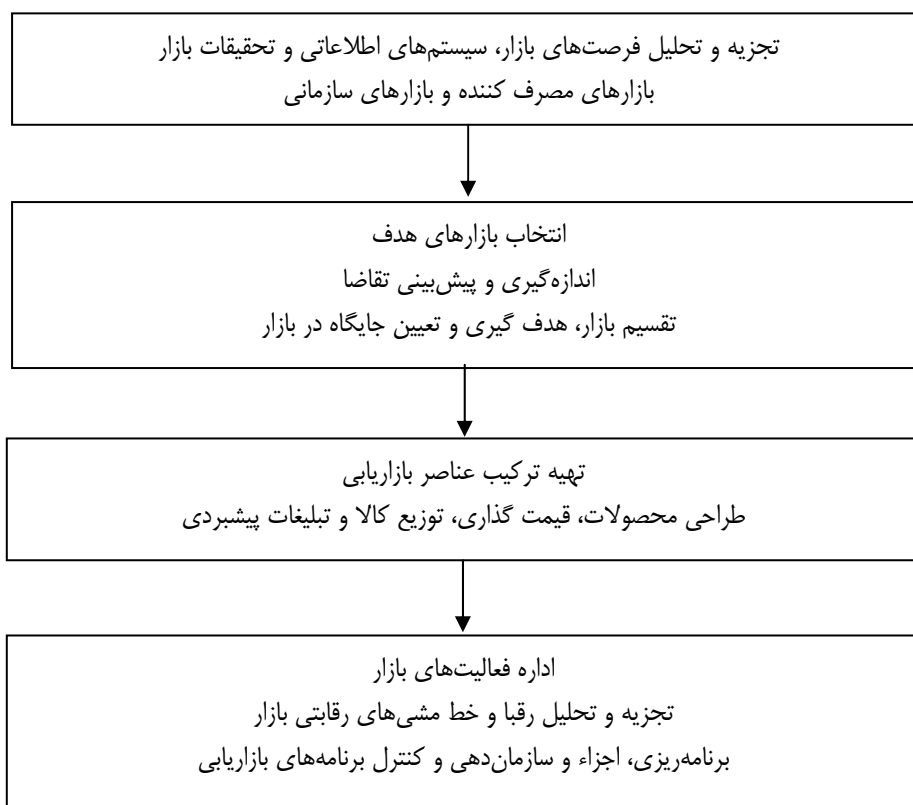 تجزیه و تحلیل فرصت‌های بازار، سیستم‌های اطلاعاتی و تحقیقات بازار
بازارهای مصرف کننده و بازارهای سازمانی
انتخاب بازارهای هدف
اندازه‌گیری و پیش‌بینی تقاضا
تقسیم بازار، هدف گیری و تعیین جایگاه در بازار
تهیه ترکیب عناصر بازاریابی
طراحی محصولات، قیمت گذاری، توزیع کالا و تبلیغات پیشبردی
اداره فعالیت‌های بازار
تجزیه و تحلیل رقبا و خط مشی‌های رقابتی بازار
برنامه‌ریزی، اجزاء و سازمان‌دهی و کنترل برنامه‌های بازاریابی